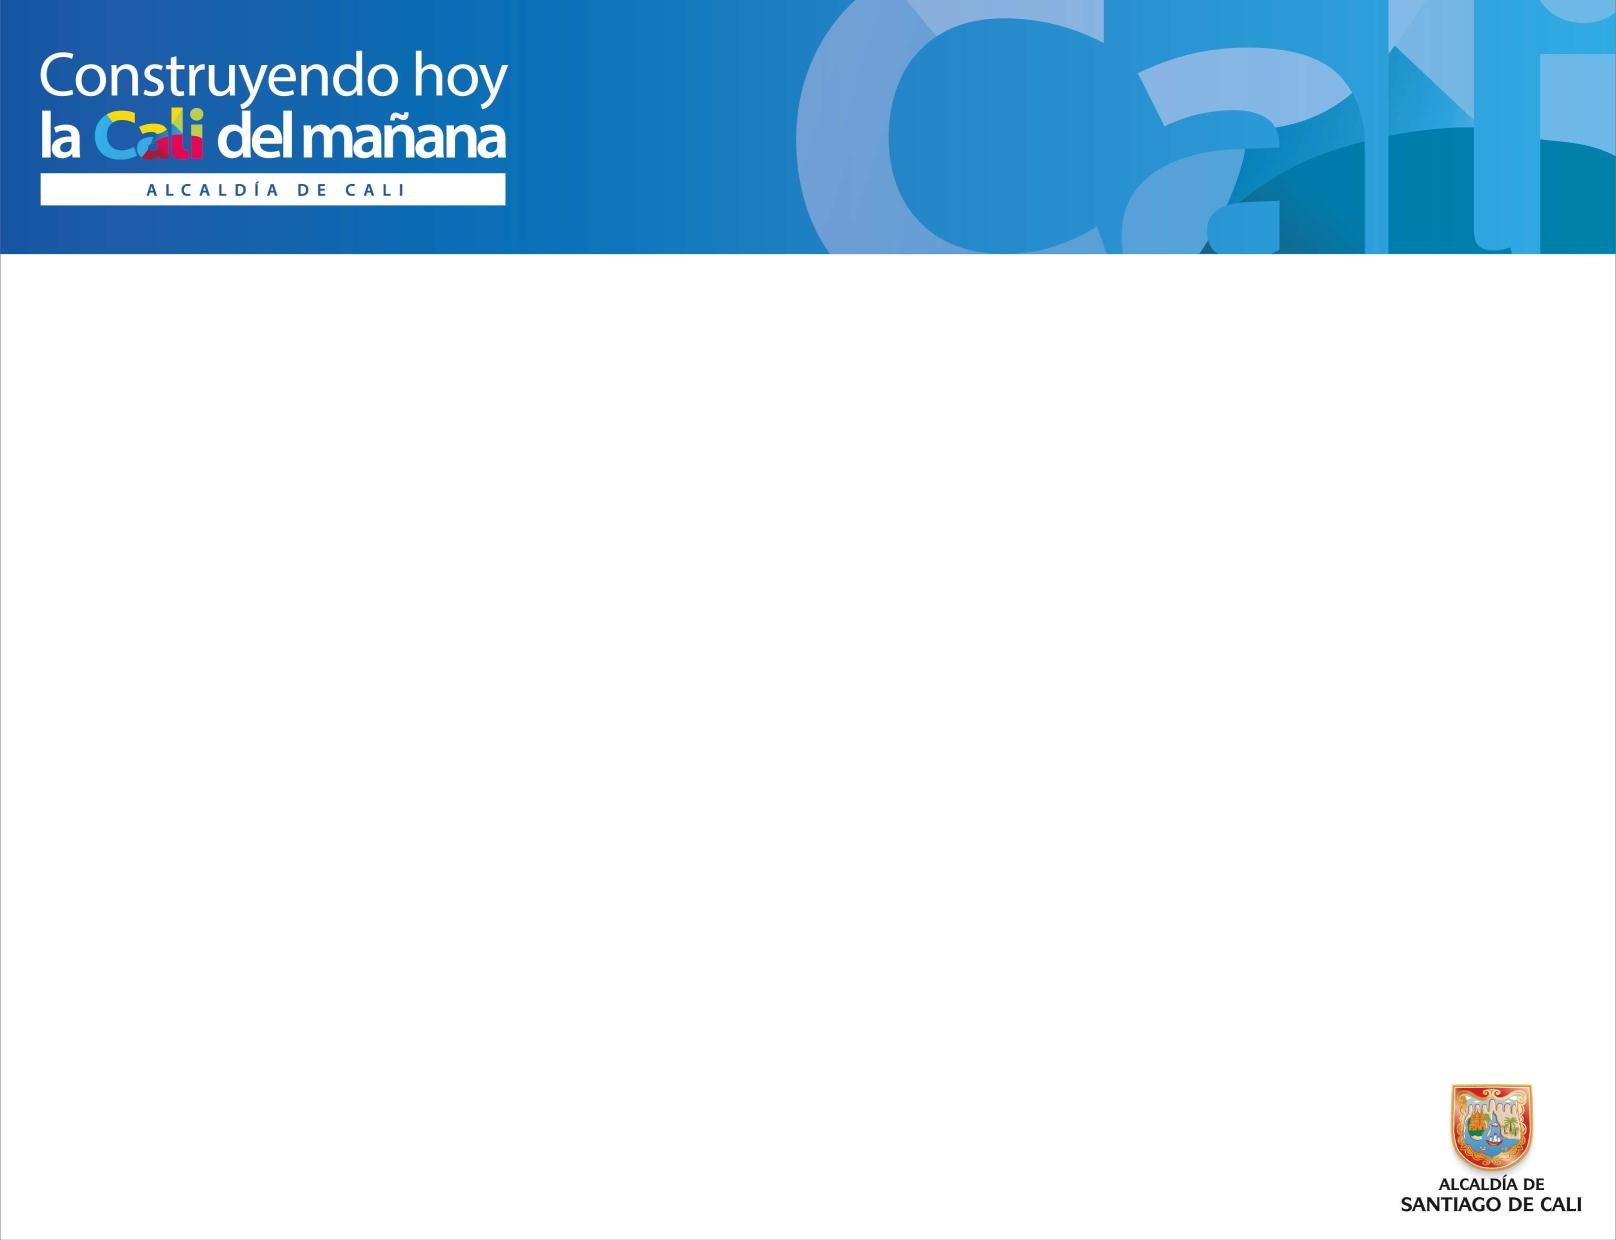 Construyendo hoy
la Cali del mañana
ALCALDÍA DE CALI
Cali
ALCALDÍA DE
SANTIAGO DE CALI